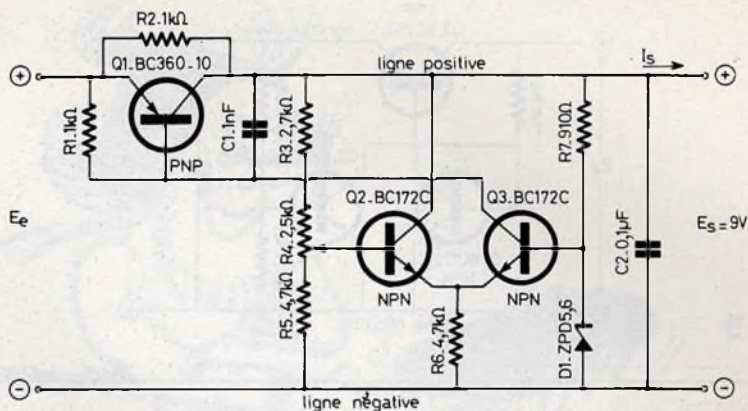 R2.1kΩ
Q1.BC360.10
ligne positive
Is
R1.1kΩ
PNP
C1.1nF
R3.2,7kΩ
R7.910Ω
Q2.BC172C
Q3.BC172C
Ee
R4.2,5kΩ
C2.0,1µF
Es=9V
NPN
NPN
R5.4,7kΩ
R6.4,7kΩ
D1.ZPD5,6
ligne négative